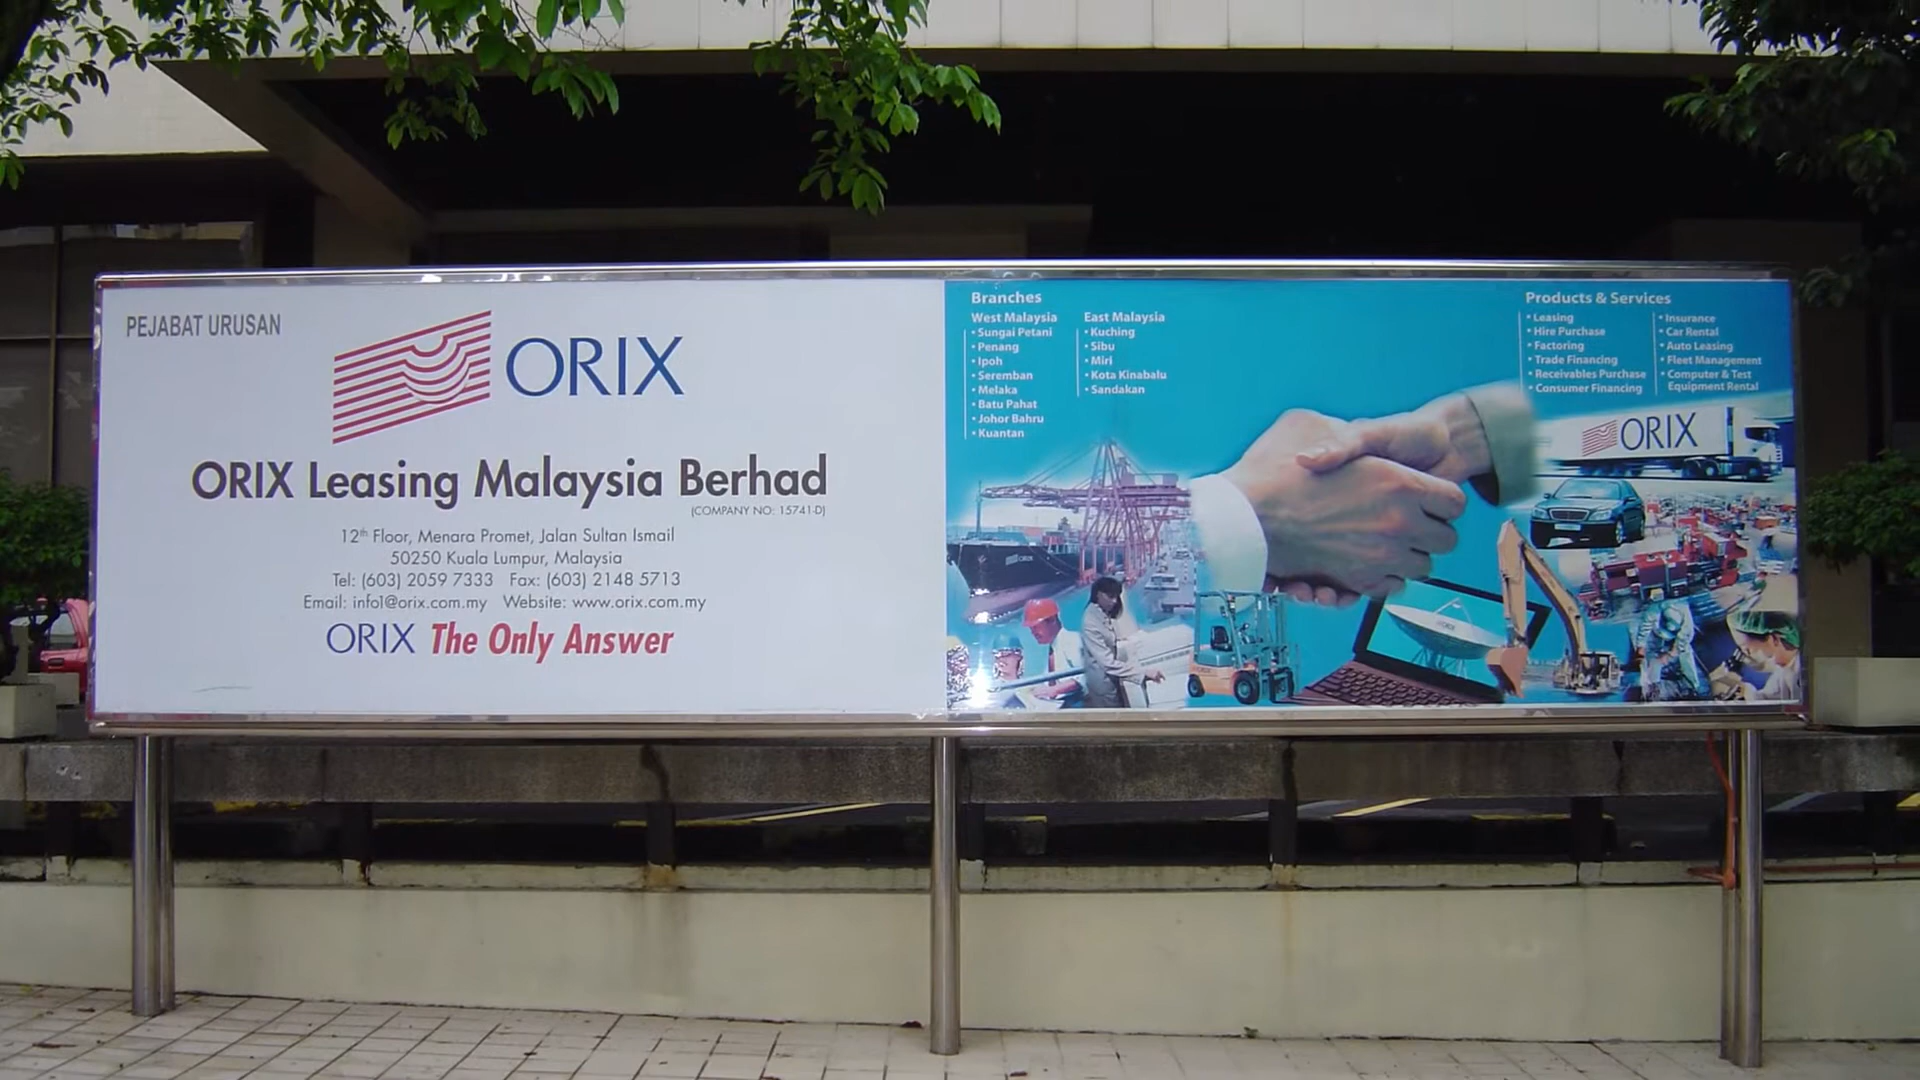 PEJABAT URUSAN
ORIX
ORIX Leasing Malaysia Berhad
(COMPANY NO: 15741-D)
12th Floor, Menara Promet, Jalan Sultan Ismail
50250 Kuala Lumpur, Malaysia
Tel: (603) 2059 7333 Fax: (603) 2148 5713
Email: info1@orix.com.my Website: www.orix.com.my
ORIX The Only Answer
Branches
West Malaysia
• Sungai Petani
• Penang
• Ipoh
• Seremban
• Melaka
• Batu Pahat
• Johor Bahru
• Kuantan
East Malaysia
• Kuching
• Sibu
• Miri
• Kota Kinabalu
• Sandakan
Products & Services
• Leasing
• Hire Purchase
• Factoring
• Trade Financing
• Receivables Purchase
• Consumer Financing
• Insurance
• Car Rental
• Auto Leasing
• Fleet Management
• Computer & Test
Equipment Rental
ORIX
ORIX